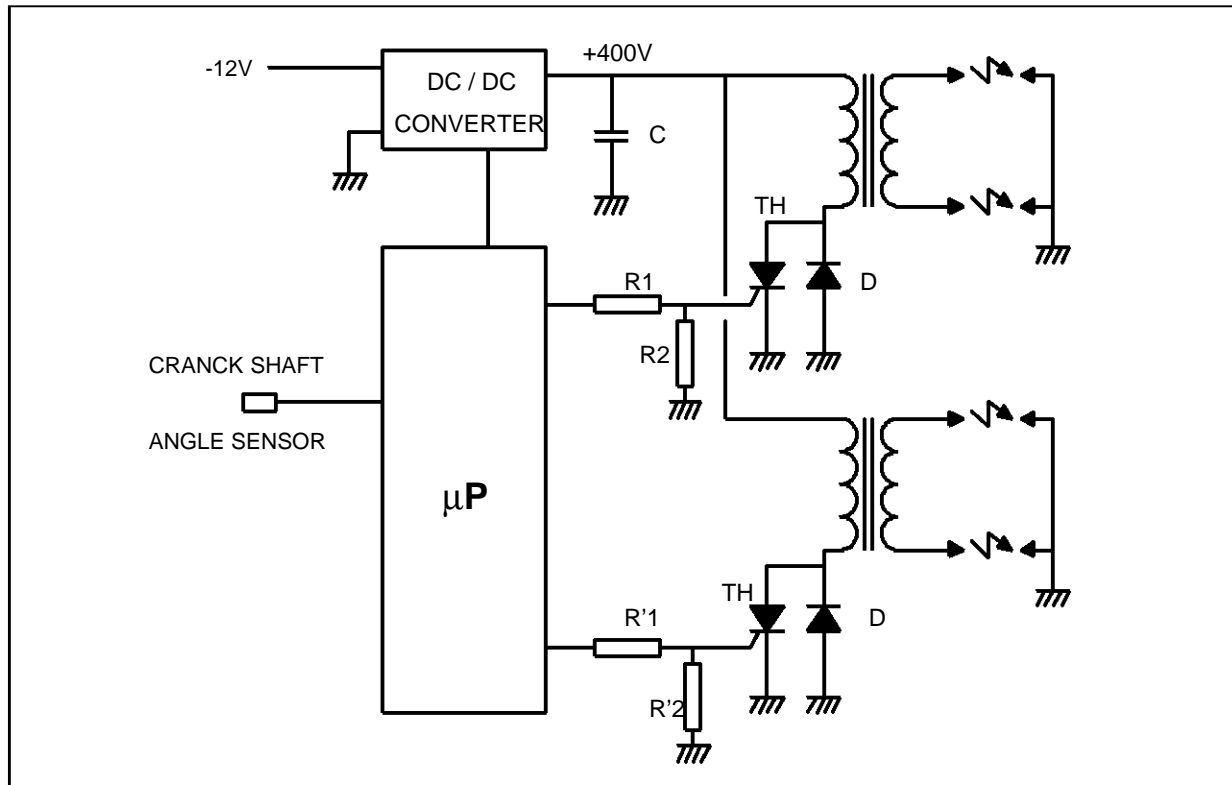 +400V
-12V
DC / DC
CONVERTER
C
TH
D
R1
R2
CRANCK SHAFT
ANGLE SENSOR
µP
TH
D
R'1
R'2